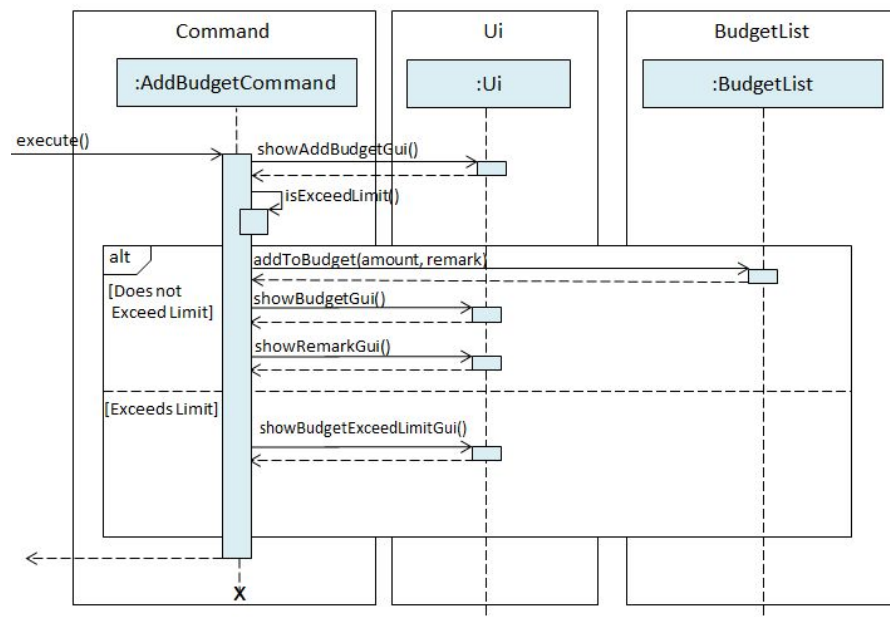 Command
Ui
BudgetList
:AddBudgetCommand
:Ui
:BudgetList
execute()
showAddBudgetGui()
isExceedLimit()
alt
addToBudget(amount, remark)
[Does not
Exceed Limit]
showBudgetGui()
showRemarkGui()
[Exceeds Limit]
showBudgetExceedLimitGui()
X